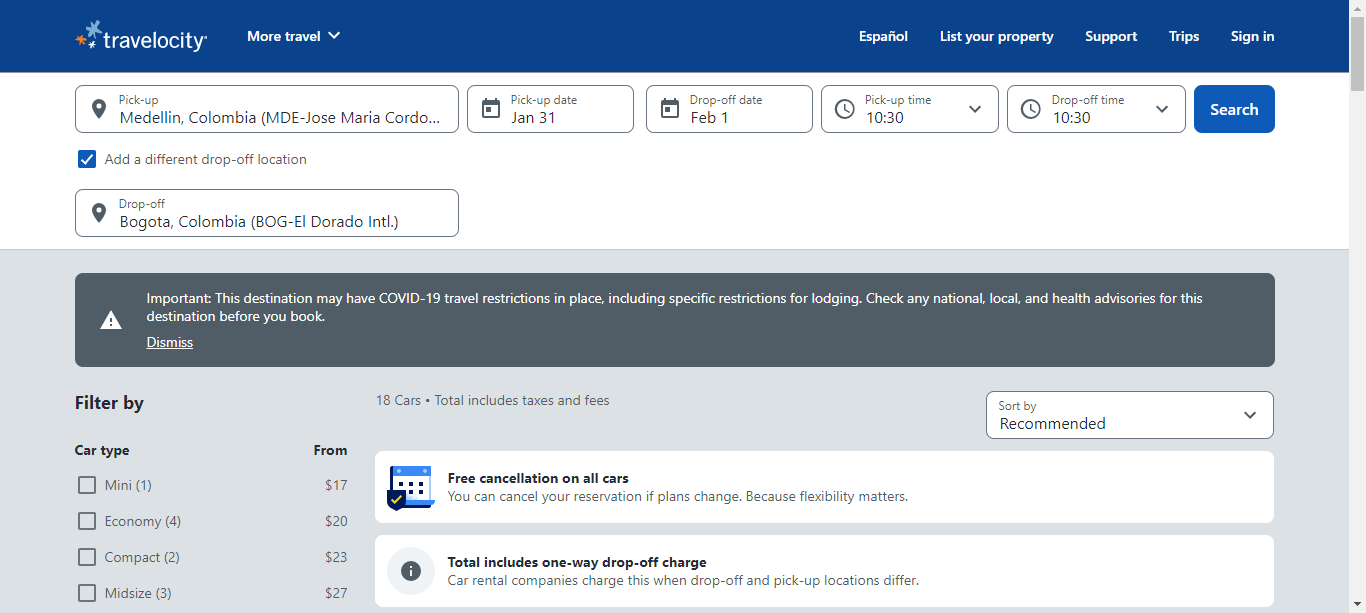 travelocity
More travel
Español
List your property
Support
Trips
Sign in
Pick-up
Medellin, Colombia (MDE-Jose Maria Cordo...
Pick-up date
Jan 31
Drop-off date
Feb 1
Pick-up time
10:30
Drop-off time
10:30
Search
Add a different drop-off location
Drop-off
Bogota, Colombia (BOG-El Dorado Intl.)
Important: This destination may have COVID-19 travel restrictions in place, including specific restrictions for lodging. Check any national, local, and health advisories for this
destination before you book.
Dismiss
Filter by
Car type From
Mini (1) $17
Economy (4) $20
Compact (2) $23
Midsize (3) $27
18 Cars • Total includes taxes and fees
Sort by
Recommended
Free cancellation on all cars
You can cancel your reservation if plans change. Because flexibility matters.
Total includes one-way drop-off charge
Car rental companies charge this when drop-off and pick-up locations differ.